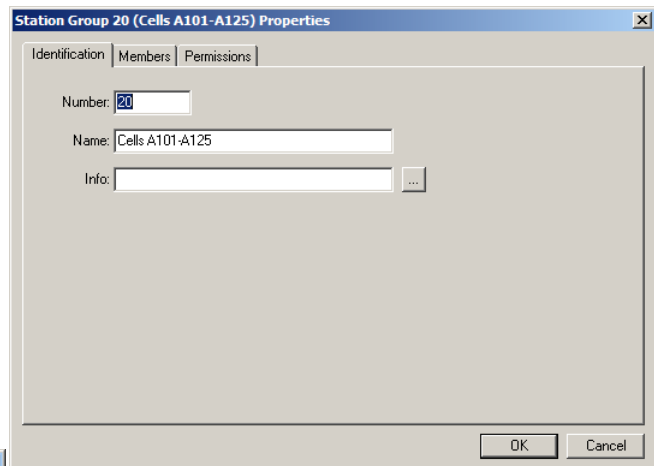 Station Group 20 (Cells A101-A125) Properties
Identification Members Permissions
Number: 20
Name: Cells A101-A125
Info:
...
OK Cancel